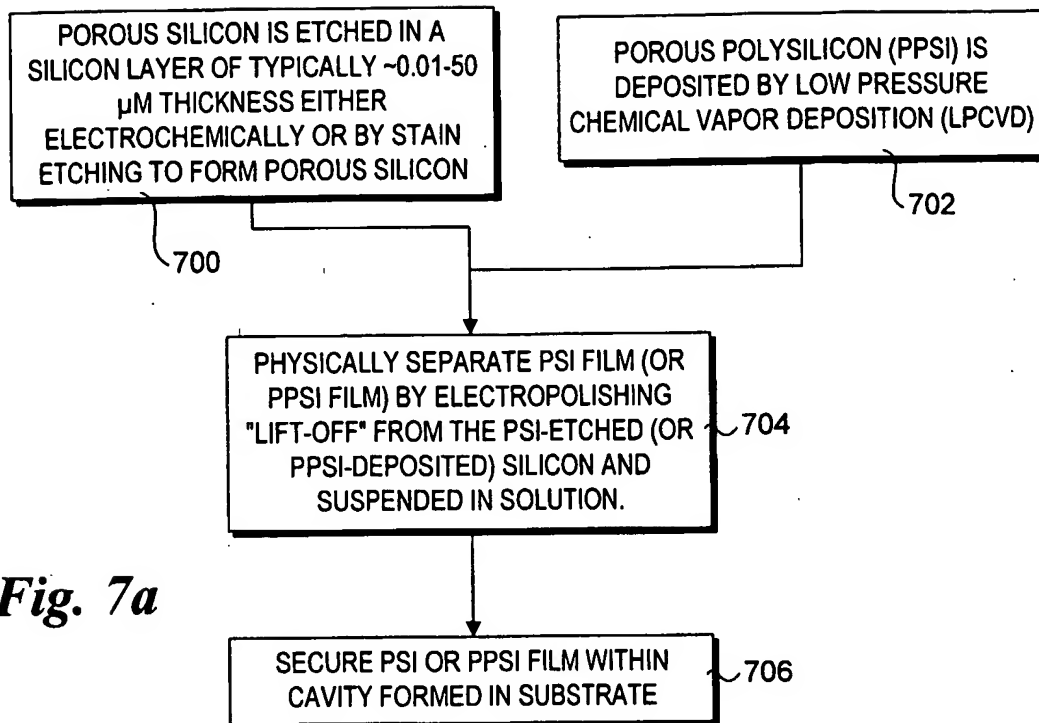 POROUS SILICON IS ETCHED IN A
SILICON LAYER OF TYPICALLY ~0.01-50
µM THICKNESS EITHER
ELECTROCHEMICALLY OR BY STAIN
ETCHING TO FORM POROUS SILICON
700
POROUS POLYSILICON (PPSI) IS
DEPOSITED BY LOW PRESSURE
CHEMICAL VAPOR DEPOSITION (LPCVD)
702
PHYSICALLY SEPARATE PSI FILM (OR
PPSI FILM) BY ELECTROPOLISHING
"LIFT-OFF" FROM THE PSI-ETCHED (OR
PPSI-DEPOSITED) SILICON AND
SUSPENDED IN SOLUTION.
704
Fig. 7a
SECURE PSI OR PPSI FILM WITHIN
CAVITY FORMED IN SUBSTRATE
706